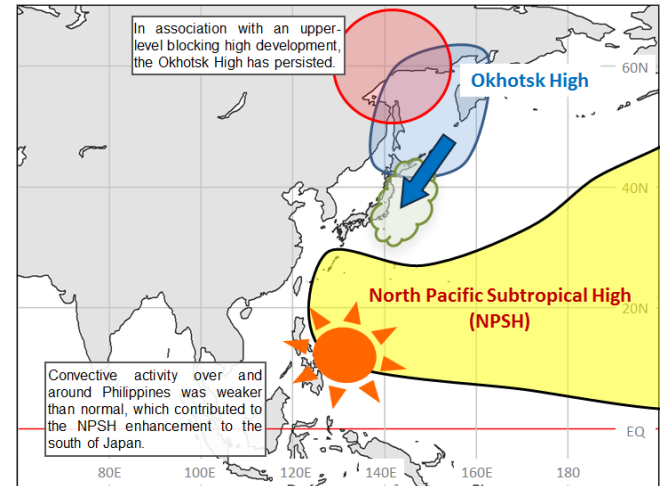 In association with an upper-
level blocking high development,
the Okhotsk High has persisted.
60N
Okhotsk High
40N
North Pacific Subtropical High
(NPSH)
20N
Convective activity over and
around Philippines was weaker
than normal, which contributed to
the NPSH enhancement to the
south of Japan.
EQ
80E 100E 120E 140E 160E 180